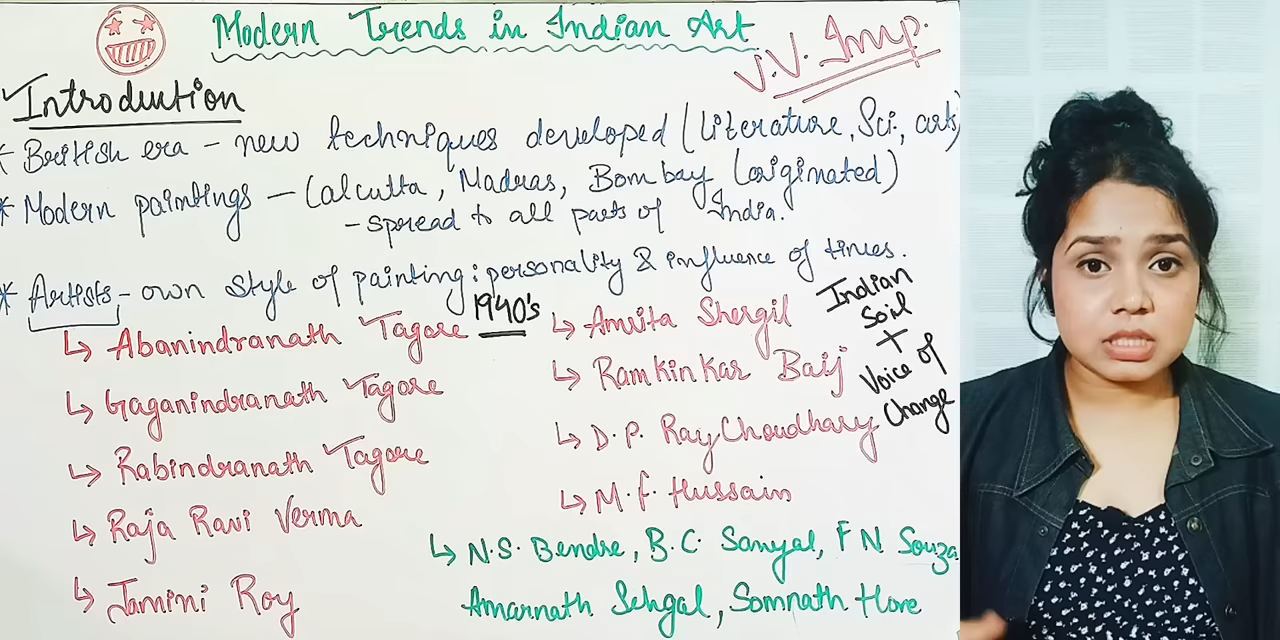 Modern Trends in Indian Art
V.V. Imp.
Introduction
* British era – new techniques developed (literature, Sci., arts)
* Modern paintings – Calcutta, Madras, Bombay (originated)
– spread to all parts of India.
* Artists – own style of painting : personality & influence of times.
1940's
Indian
Soil
+
Voice of
Change
↳ Abanindranath Tagore
↳ Gaganindranath Tagore
↳ Rabindranath Tagore
↳ Raja Ravi Verma
↳ Jamini Roy
↳ Amrita Shergil
↳ Ramkinkar Baij
↳ D.P. Ray Choudhary
↳ M.F. Hussain
↳ N.S. Bendre, B.C. Sanyal, F N Souza
Amarnath Sehgal, Somnath Hore